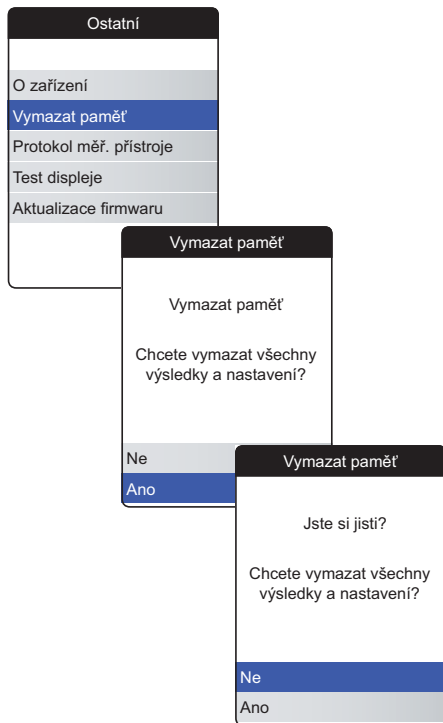 Ostatní
O zařízení
Vymazat paměť
Protokol měř. přístroje
Test displeje
Aktualizace firmwaru
Vymazat paměť
Vymazat paměť
Chcete vymazat všechny
výsledky a nastavení?
Ne
Ano
Vymazat paměť
Jste si jisti?
Chcete vymazat všechny
výsledky a nastavení?
Ne
Ano